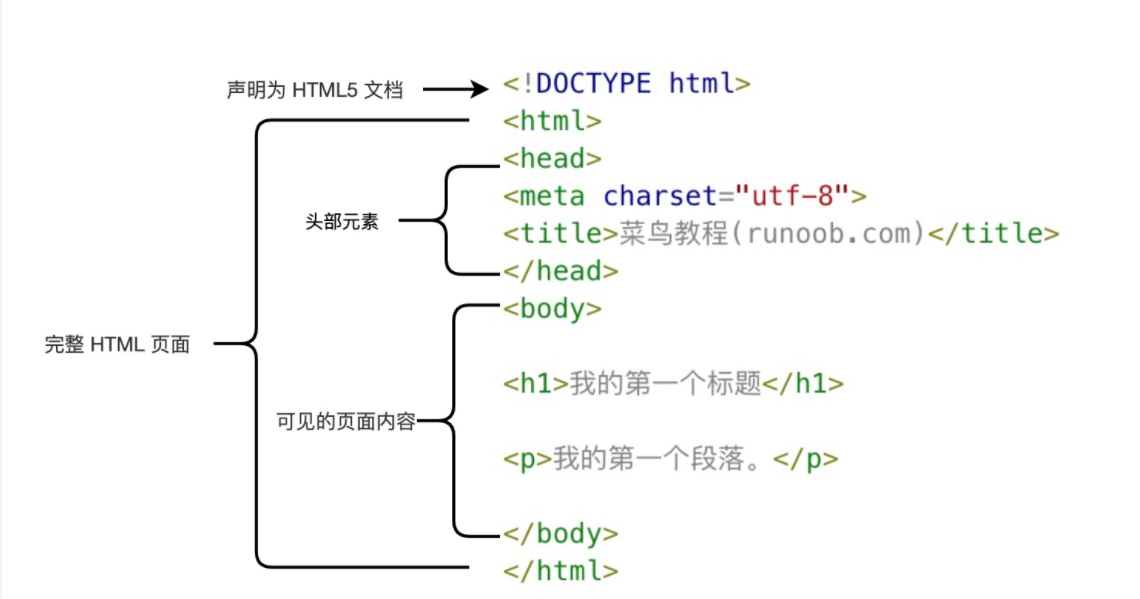 声明为 HTML5 文档
<!DOCTYPE html>
<html>
<head>
<meta charset="utf-8">
头部元素
<title>菜鸟教程(runoob.com)</title>
</head>
<body>
完整 HTML 页面
<h1>我的第一个标题</h1>
可见的页面内容
<p>我的第一个段落。</p>
</body>
</html>